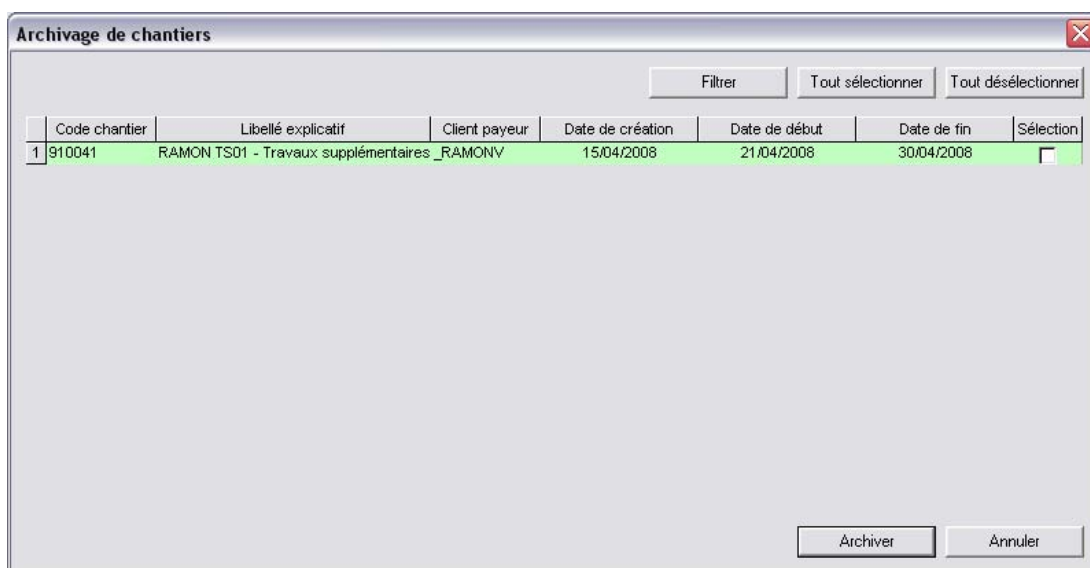 Archivage de chantiers
Filtrer Tout sélectionner Tout désélectionner
Code chantier Libellé explicatif Client payeur Date de création Date de début Date de fin Sélection
1 910041 RAMON TS01 - Travaux supplémentaires _RAMONV 15/04/2008 21/04/2008 30/04/2008
Archiver Annuler